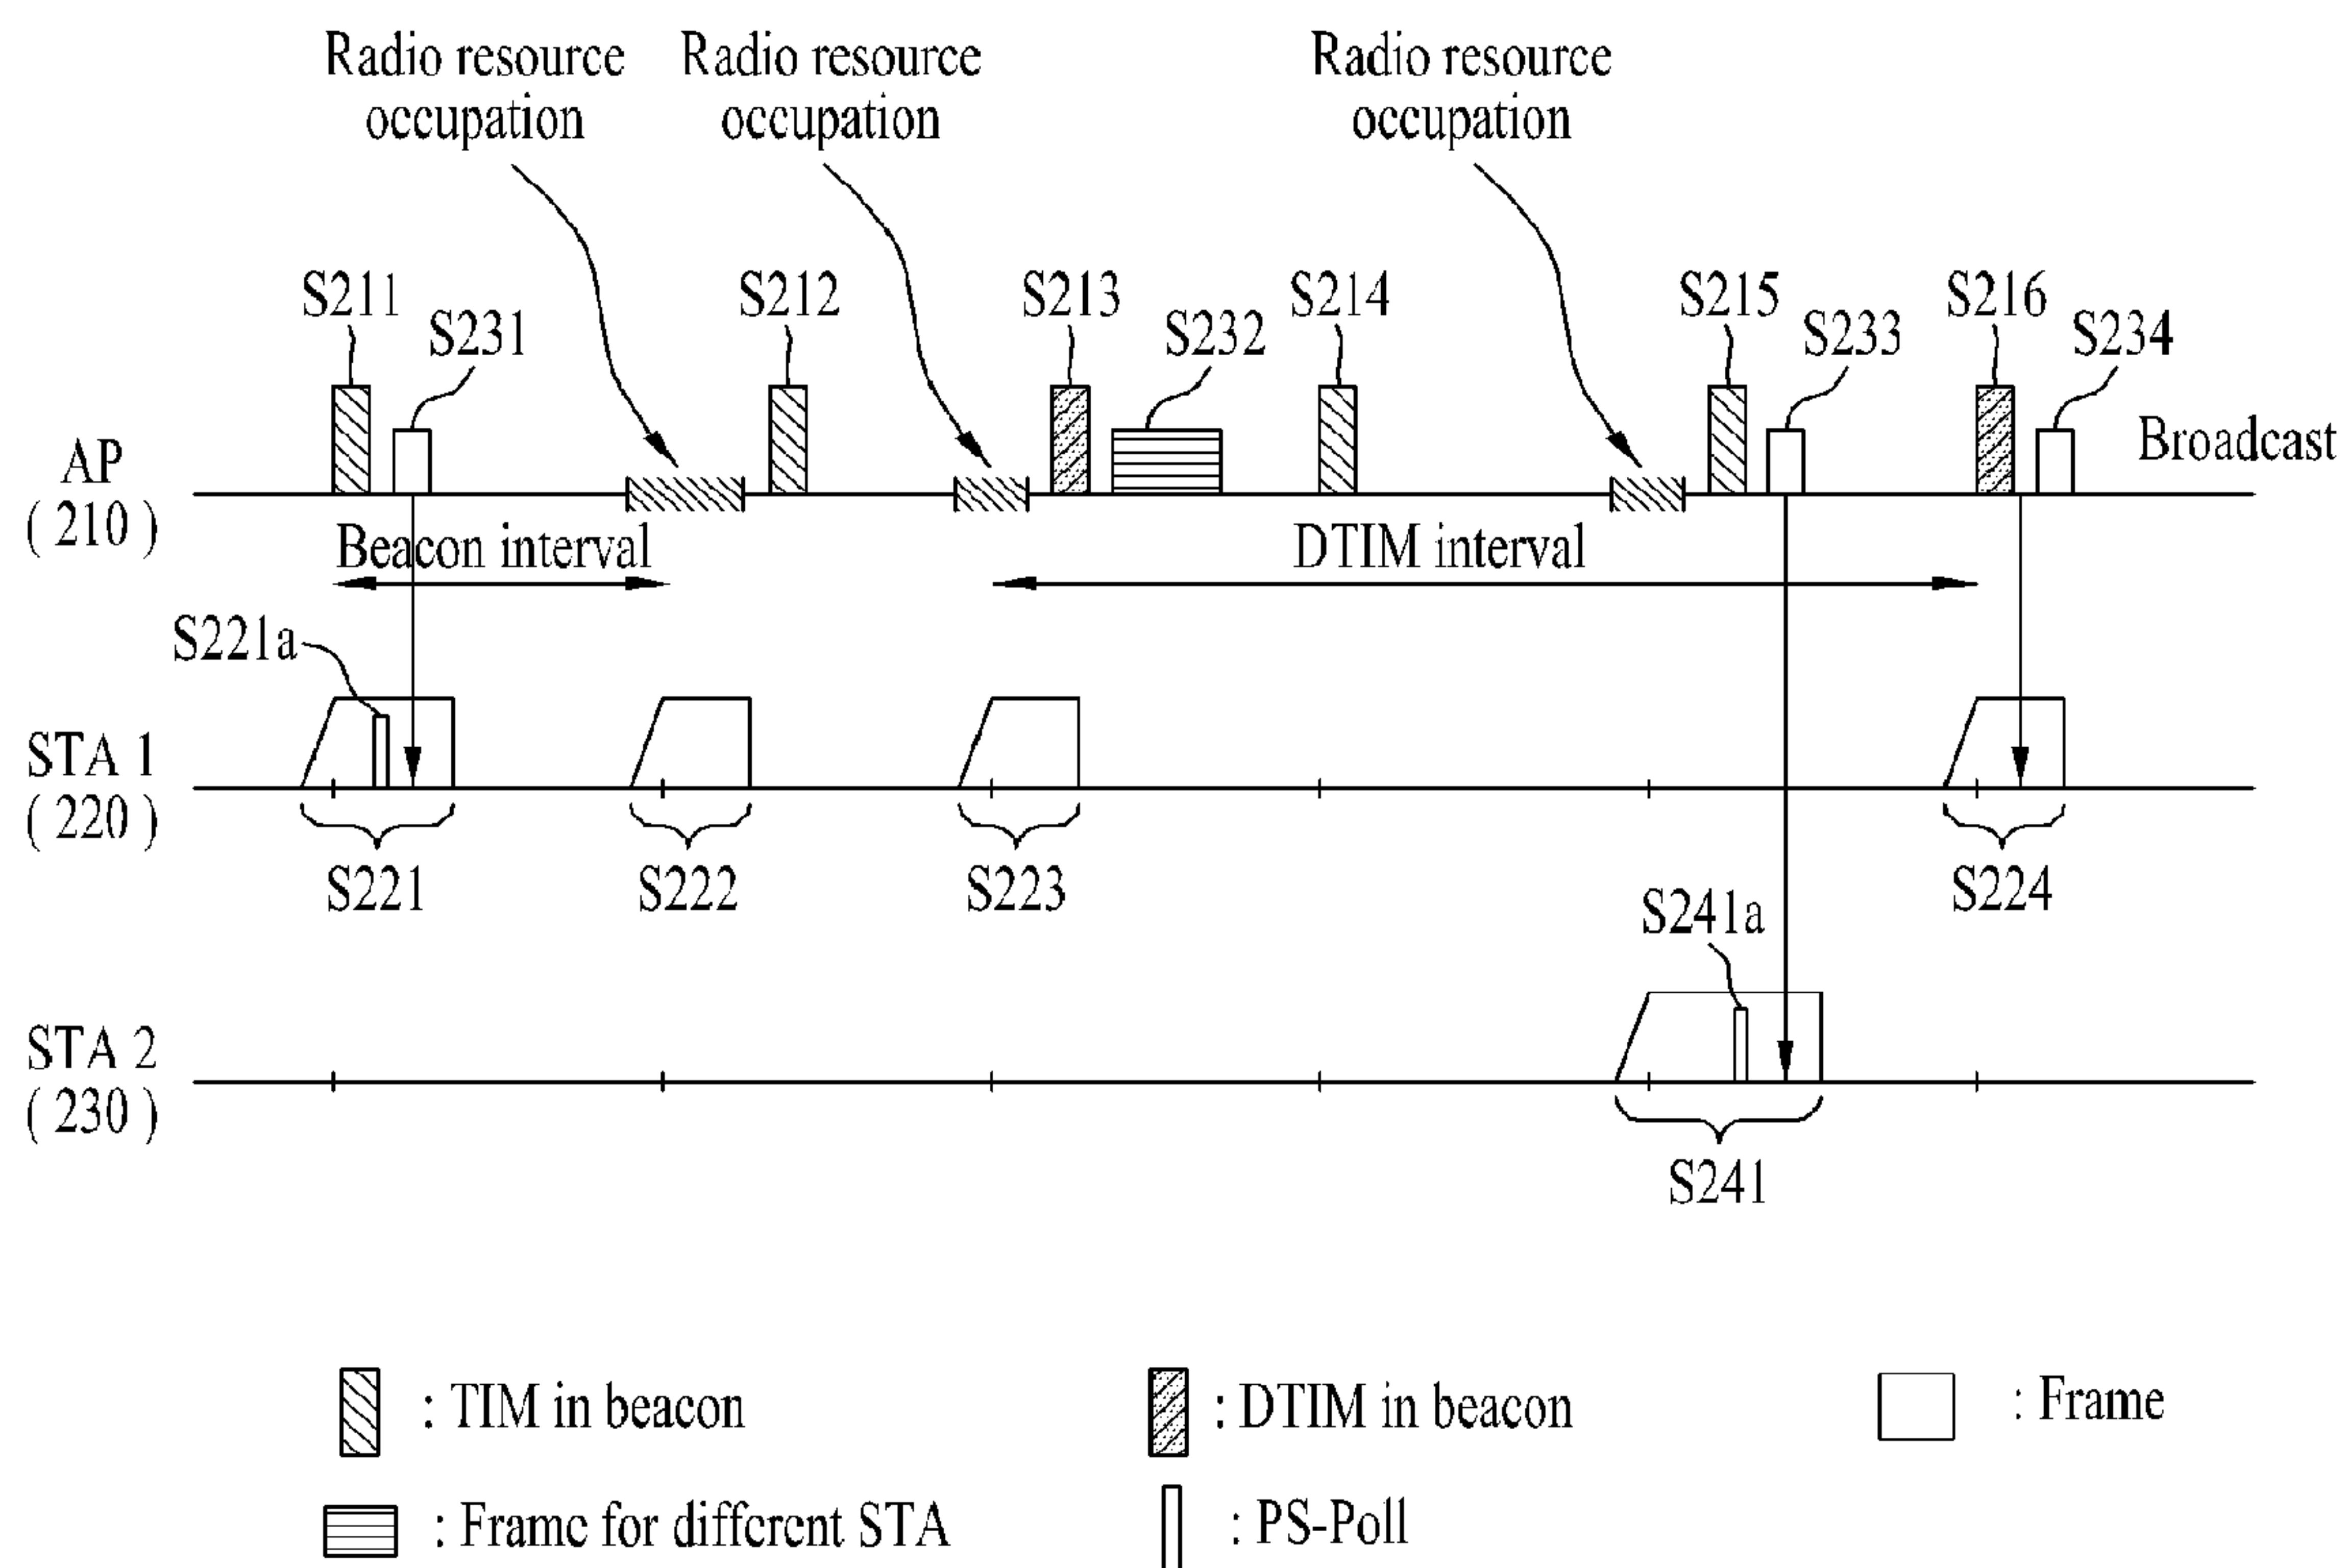 Radio resource
occupation
Radio resource
occupation
Radio resource
occupation
S211
S231
S212
S213
S232
S214
S215
S233
S216
S234
AP
( 210 )
Broadcast
Beacon interval
DTIM interval
S221a
STA 1
( 220 )
S221
S222
S223
S224
S241a
STA 2
( 230 )
S241
: TIM in beacon
: DTIM in beacon
: Frame
: Frame for different STA
: PS-Poll